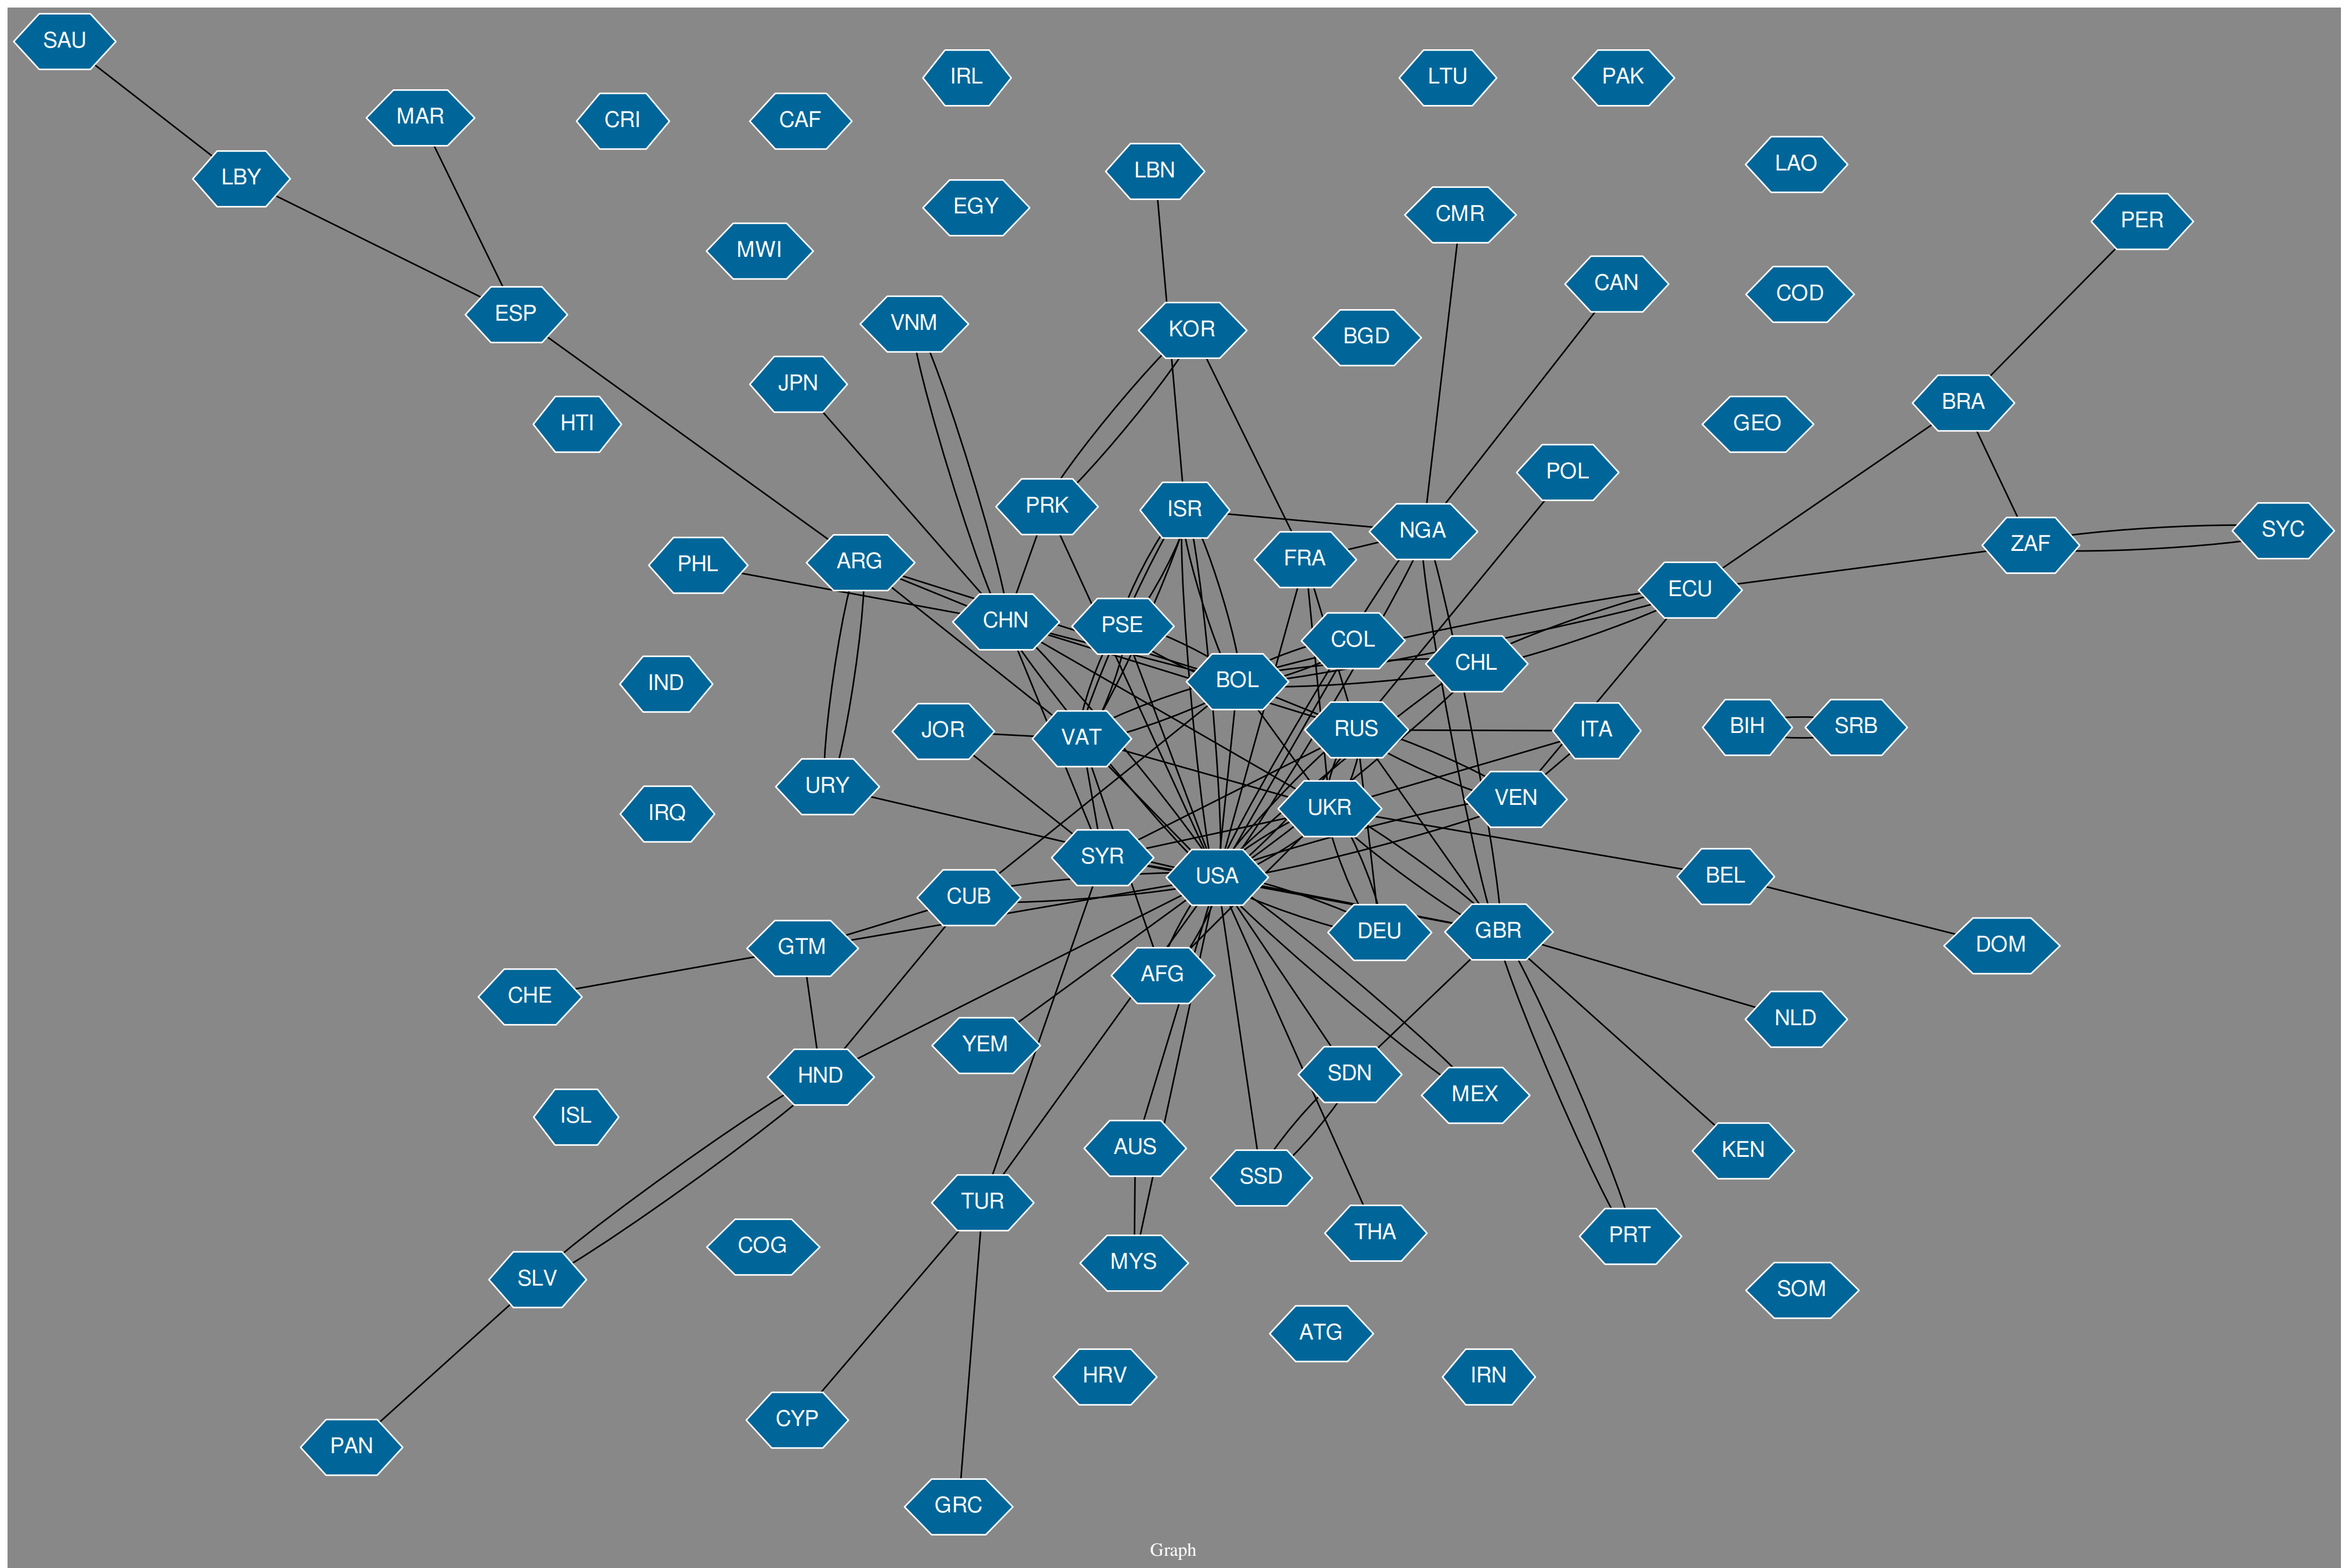 SAU
IRL
LTU
PAK
MAR
CRI
CAF
LAO
LBN
LBY
EGY
CMR
PER
MWI
CAN
COD
ESP
VNM
KOR
BGD
JPN
BRA
HTI
GEO
POL
PRK
ISR
NGA
SYC
ZAF
FRA
ARG
PHL
ECU
CHN
PSE
COL
CHL
IND
BOL
BIH
SRB
RUS
ITA
JOR
VAT
URY
VEN
IRQ
UKR
SYR
USA
BEL
CUB
DEU
GBR
GTM
DOM
AFG
CHE
NLD
YEM
HND
SDN
MEX
ISL
AUS
KEN
SSD
TUR
THA
PRT
COG
MYS
SLV
SOM
ATG
HRV
IRN
CYP
PAN
GRC
Graph